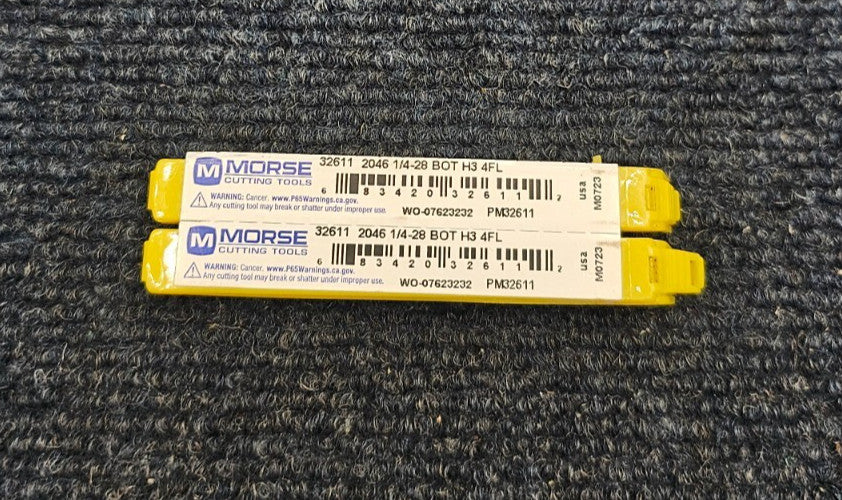 M MORSE
CUTTING TOOLS
32611 2046 1/4-28 BOT H3 4FL
6 83420 32611 2
WARNING: Cancer. www.P65Warnings.ca.gov.
Any cutting tool may break or shatter under improper use.
WO-07623232 PM32611
usa
M0723
M MORSE
CUTTING TOOLS
32611 2046 1/4-28 BOT H3 4FL
6 83420 32611 2
WARNING: Cancer. www.P65Warnings.ca.gov.
Any cutting tool may break or shatter under improper use.
WO-07623232 PM32611
usa
M0723